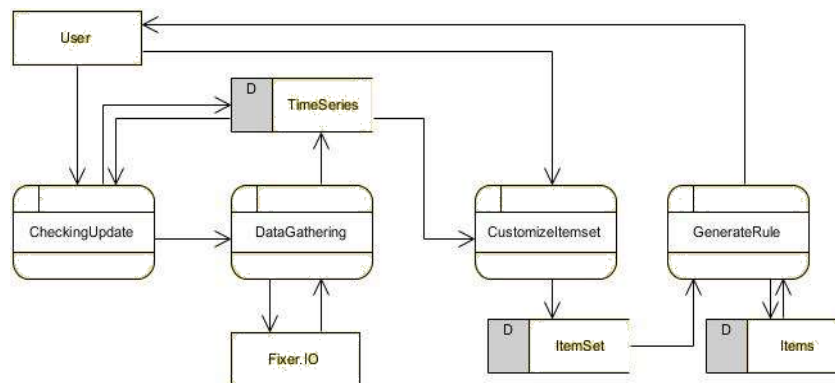 User
D
TimeSeries
CheckingUpdate
DataGathering
CustomizeItemset
GenerateRule
Fixer.IO
D
ItemSet
D
Items